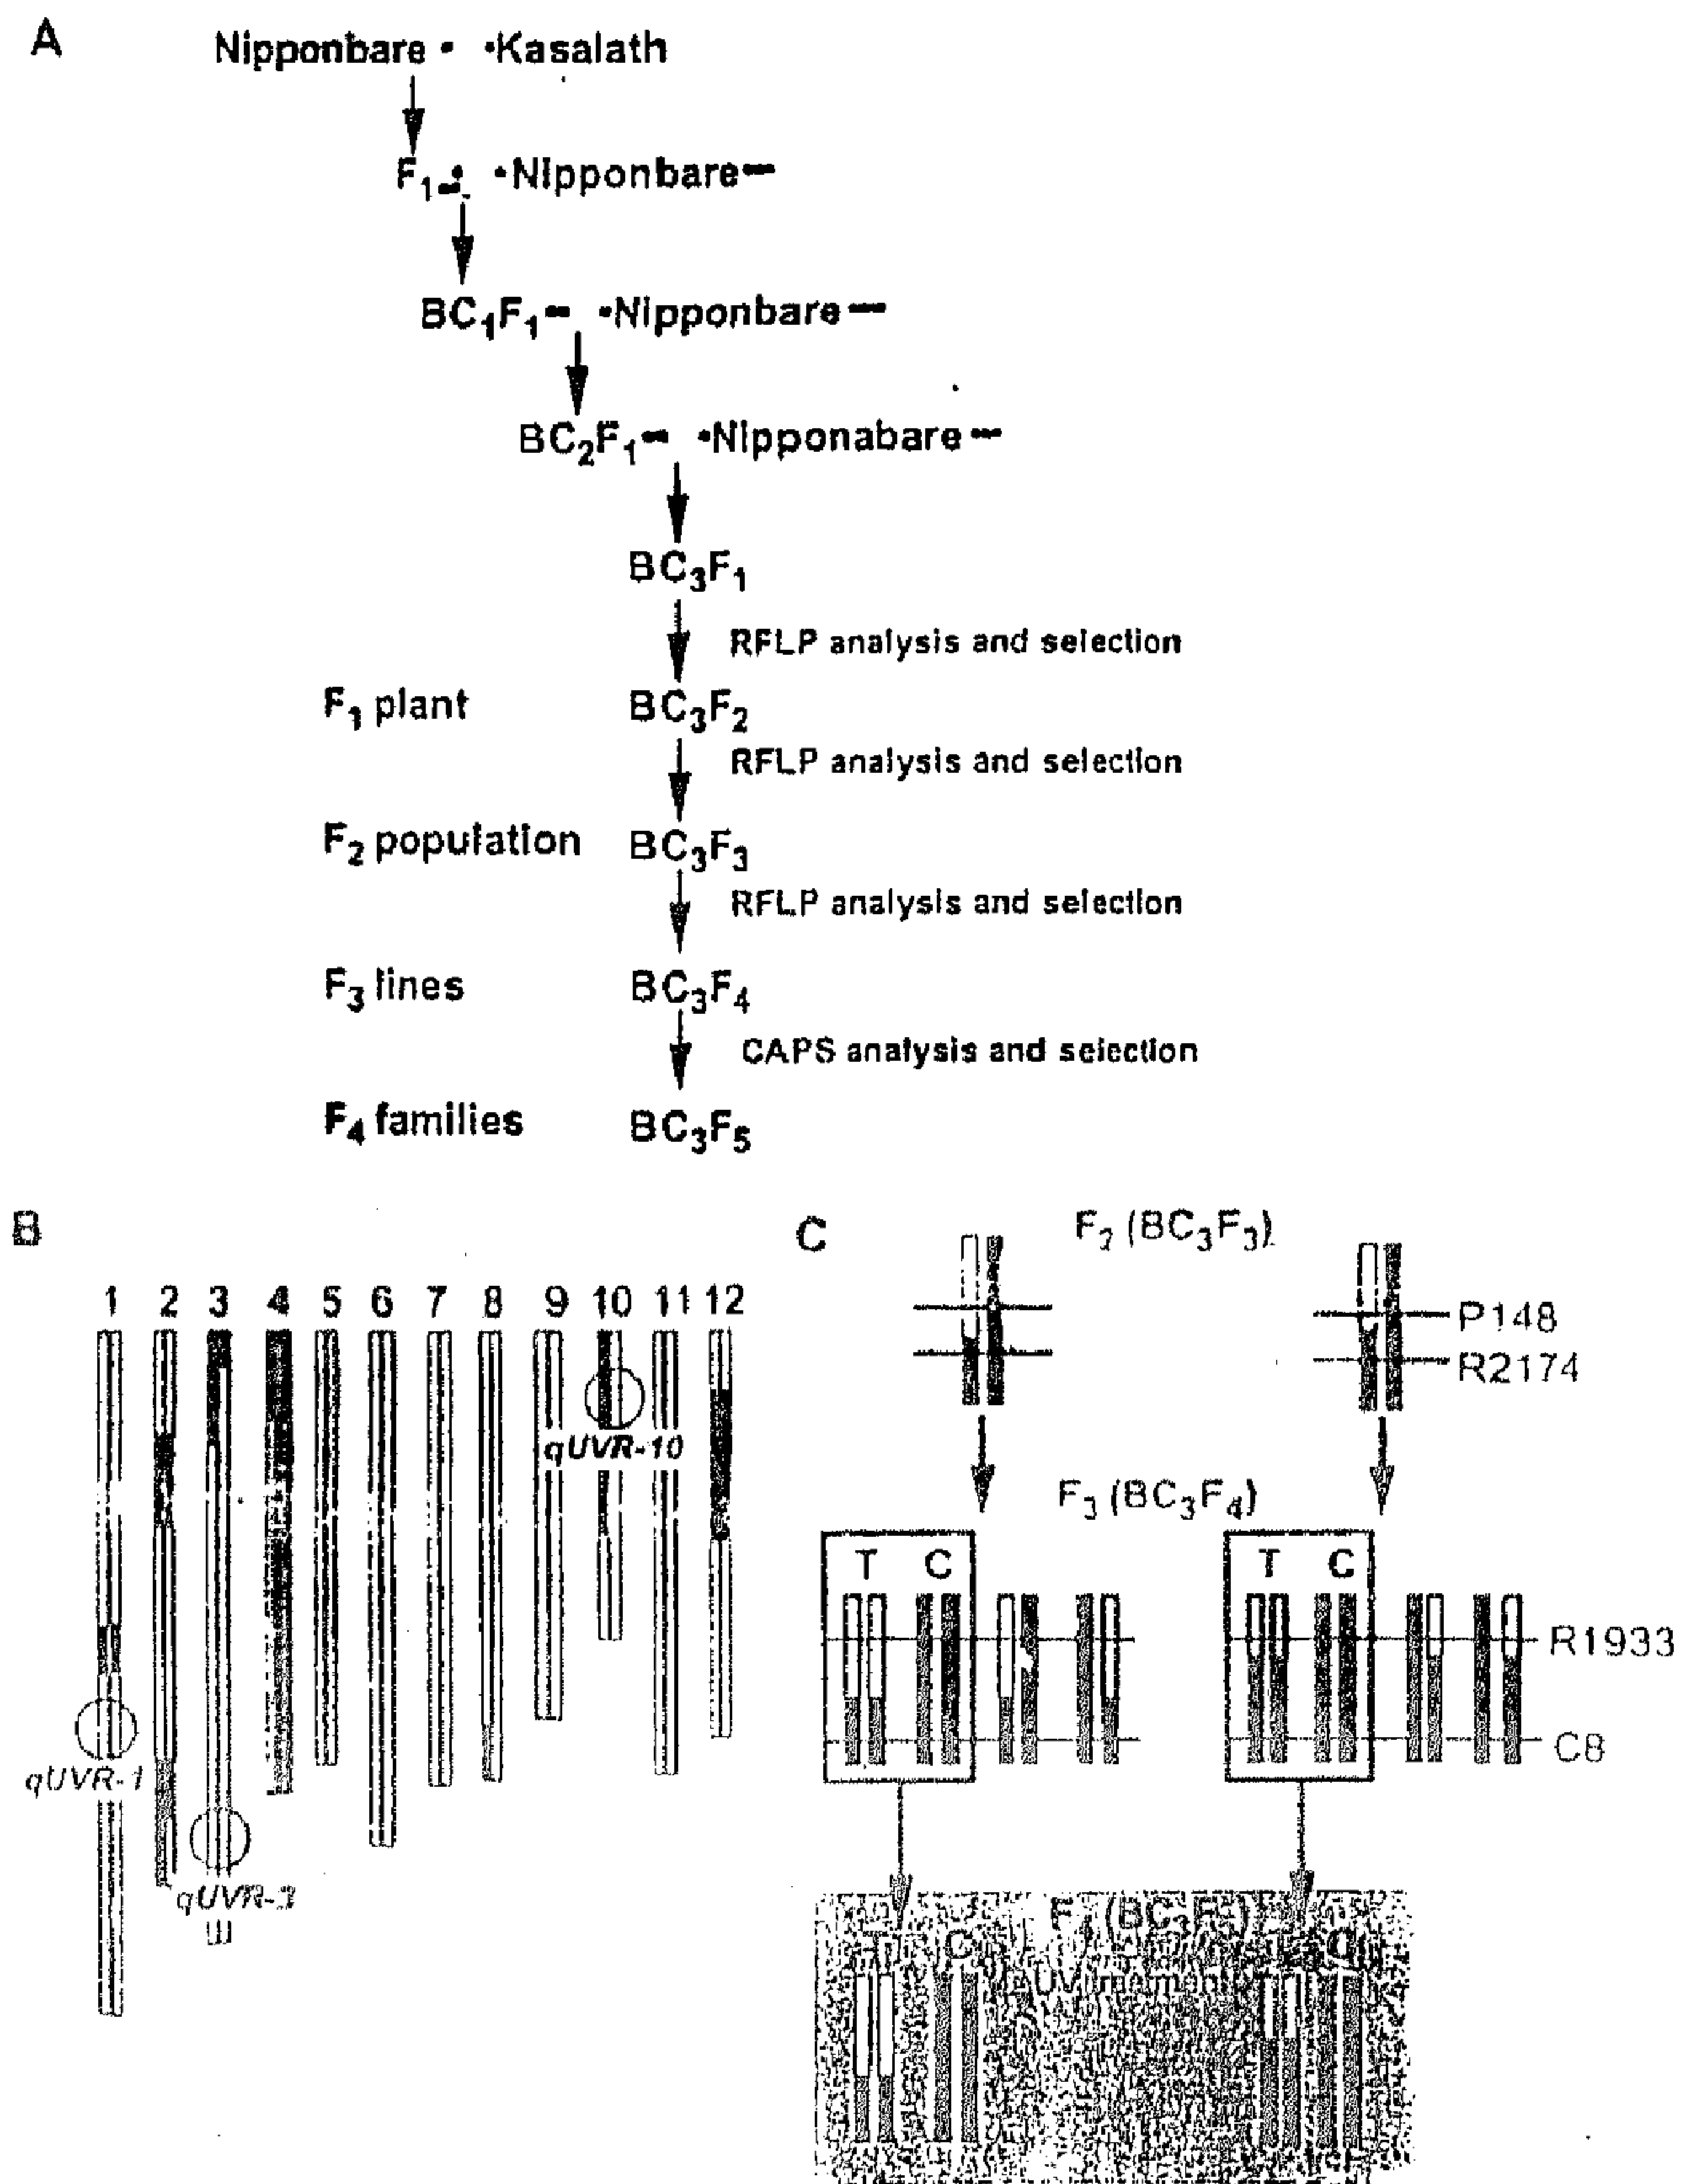 A
Nipponbare · ·Kasalath
F1 ·Nipponbare
BC1F1 ·Nipponbare
BC2F1 ·Nipponabare
BC3F1
RFLP analysis and selection
F1 plant BC3F2
RFLP analysis and selection
F2 population BC3F3
RFLP analysis and selection
F3 lines BC3F4
CAPS analysis and selection
F4 families BC3F5
B
1 2 3 4 5 6 7 8 9 10 11 12
qUVR-10
qUVR-1
qUVR-3
C
F2 (BC3F3)
P148
R2174
F3 (BC3F4)
T C T C
R1933
C8